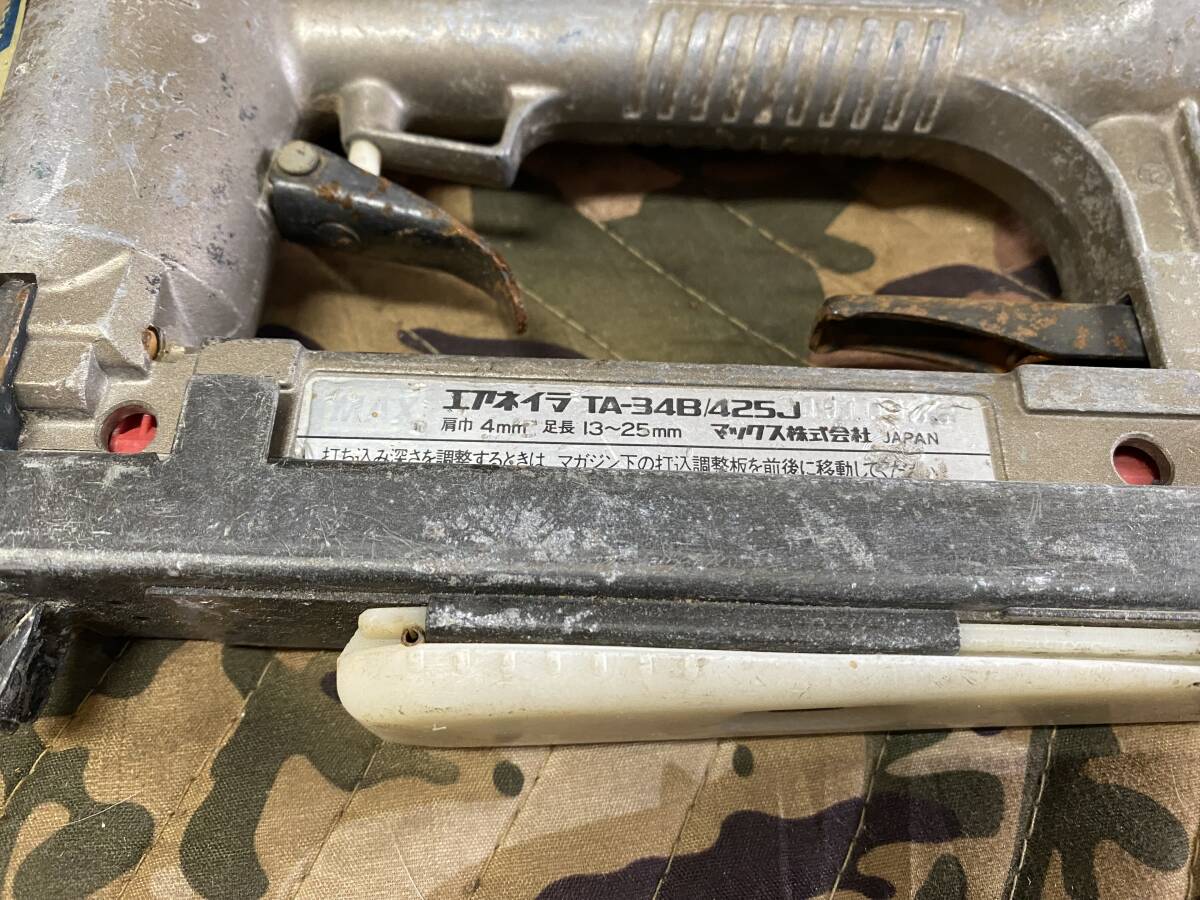 MAX エアネイラ TA-34B/425J
肩巾 4mm 足長 13〜25mm マックス株式会社 JAPAN
打ち込み深さを調整するときは、マガジン下の打込調整板を前後に移動して